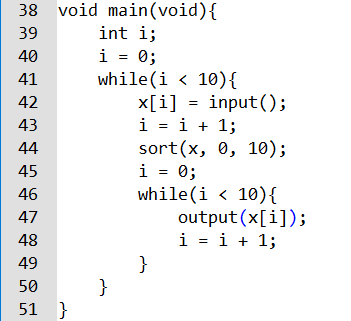 38 void main(void){
39     int i;
40     i = 0;
41     while(i < 10){
42         x[i] = input();
43         i = i + 1;
44         sort(x, 0, 10);
45         i = 0;
46         while(i < 10){
47             output(x[i]);
48             i = i + 1;
49         }
50     }
51 }